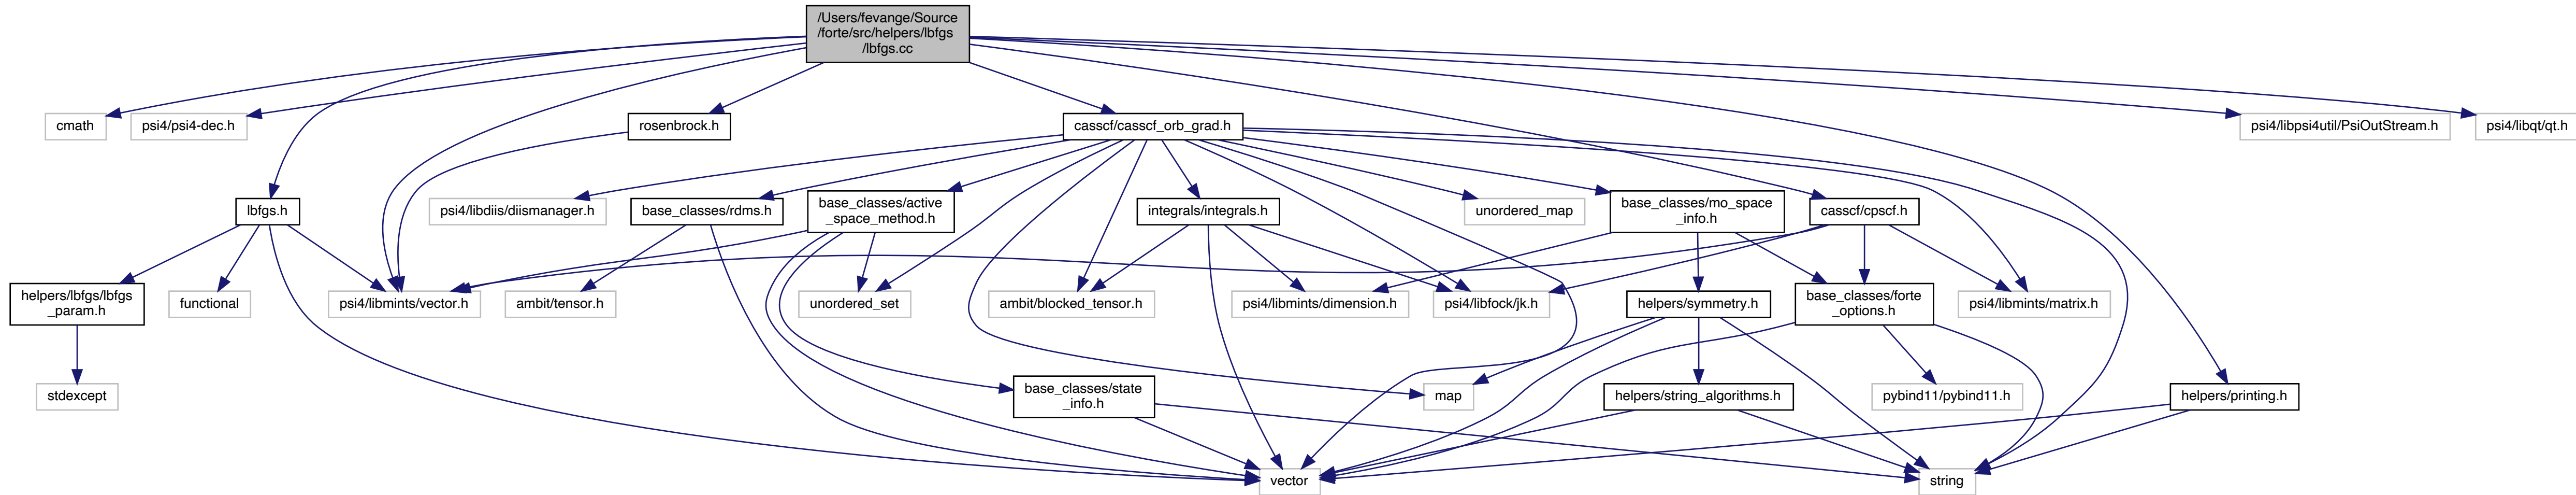 /Users/fevange/Source
/forte/src/helpers/lbfgs
/lbfgs.cc
cmath
psi4/psi4-dec.h
rosenbrock.h
casscf/casscf_orb_grad.h
psi4/libpsi4util/PsiOutStream.h
psi4/libqt/qt.h
lbfgs.h
psi4/libdiis/diismanager.h
base_classes/rdms.h
base_classes/active
_space_method.h
integrals/integrals.h
unordered_map
base_classes/mo_space
_info.h
casscf/cpscf.h
helpers/lbfgs/lbfgs
_param.h
functional
psi4/libmints/vector.h
ambit/tensor.h
unordered_set
ambit/blocked_tensor.h
psi4/libmints/dimension.h
psi4/libfock/jk.h
helpers/symmetry.h
base_classes/forte
_options.h
psi4/libmints/matrix.h
stdexcept
base_classes/state
_info.h
map
helpers/string_algorithms.h
pybind11/pybind11.h
helpers/printing.h
vector
string